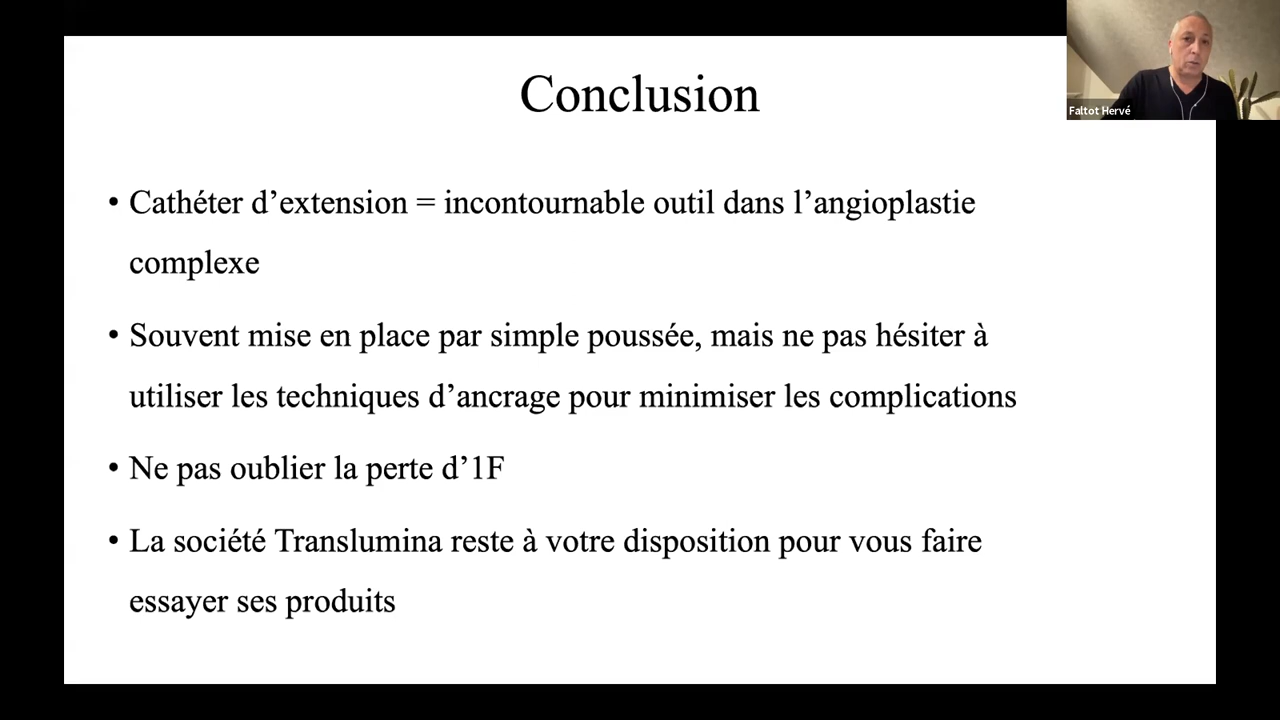 Conclusion
Faltot Hervé
• Cathéter d’extension = incontournable outil dans l’angioplastie
complexe
• Souvent mise en place par simple poussée, mais ne pas hésiter à
utiliser les techniques d’ancrage pour minimiser les complications
• Ne pas oublier la perte d’1F
• La société Translumina reste à votre disposition pour vous faire
essayer ses produits